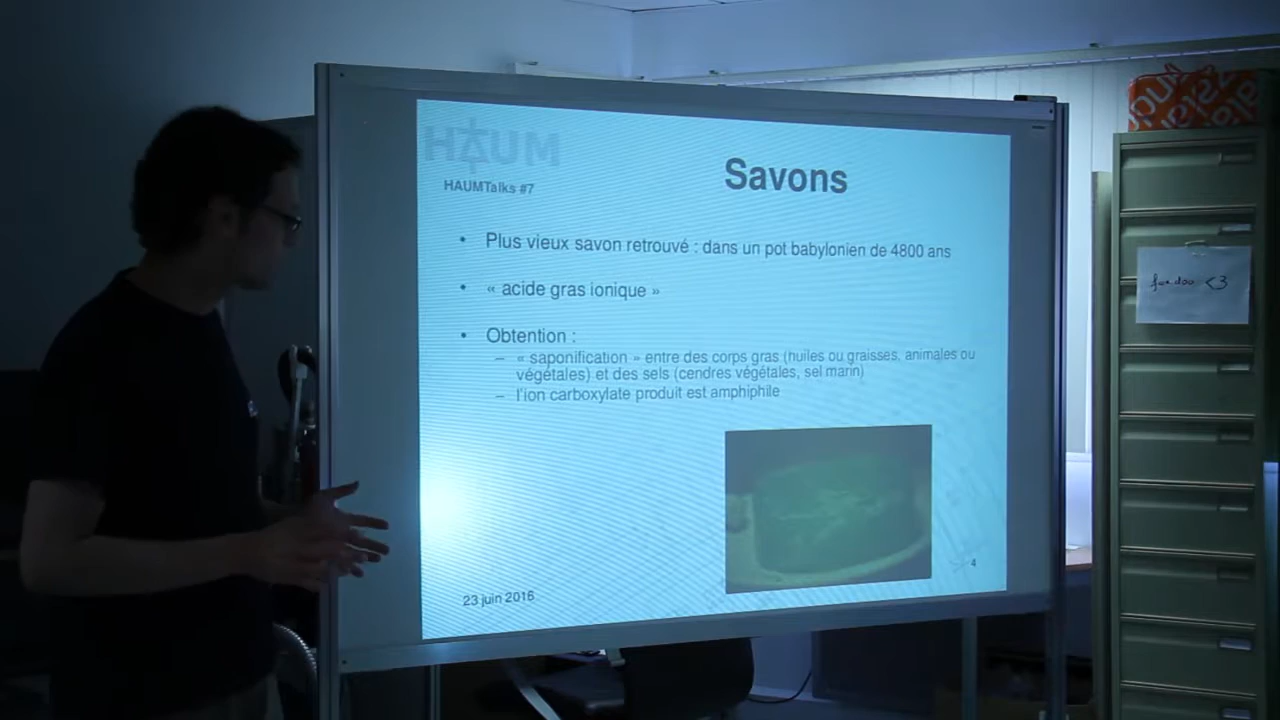 HAUM
HAUMTalks #7
Savons
• Plus vieux savon retrouvé : dans un pot babylonien de 4800 ans
• « acide gras ionique »
• Obtention :
– « saponification » entre des corps gras (huiles ou graisses, animales ou
végétales) et des sels (cendres végétales, sel marin)
– l'ion carboxylate produit est amphiphile
4
23 juin 2016
<3